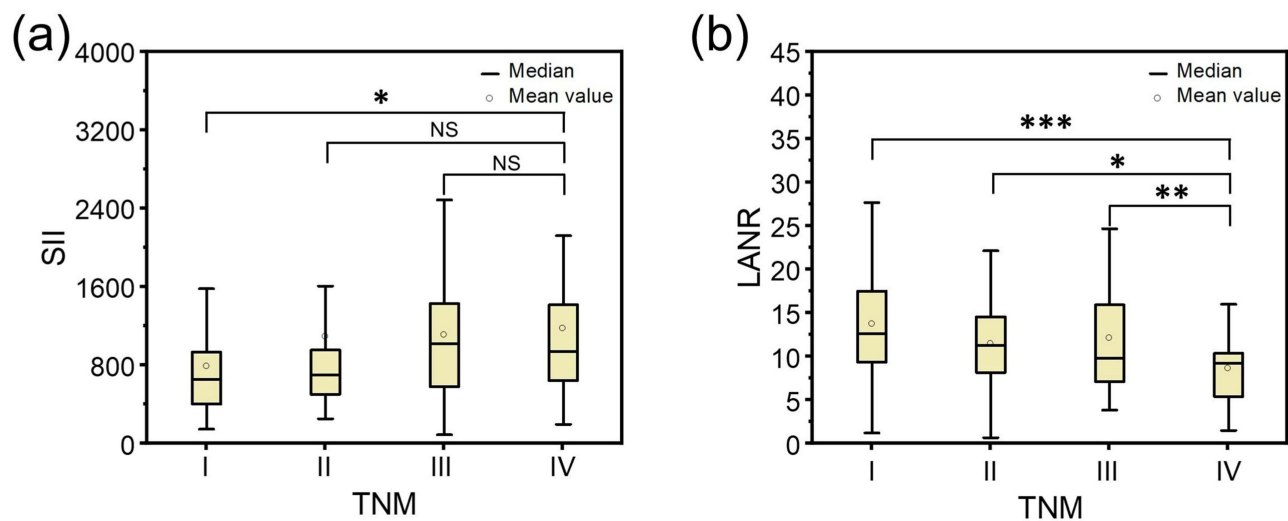 (a)
4000
3200
2400
1600
800
0
SII
Median
Mean value
*
NS
NS
I II III IV
TNM
(b)
45
40
35
30
25
20
15
10
5
0
LANR
Median
Mean value
***
*
**
I II III IV
TNM